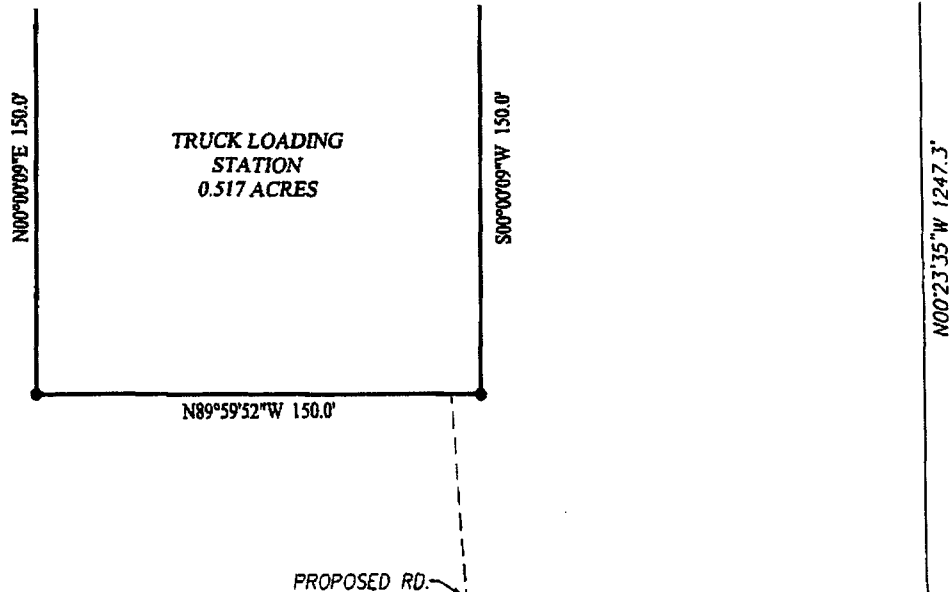 N00°00'09"E 150.0'
TRUCK LOADING
STATION
0.517 ACRES
S00°00'09"W 150.0'
N00°23'35"W 1247.3'
N89°59'52"W 150.0'
PROPOSED RD.